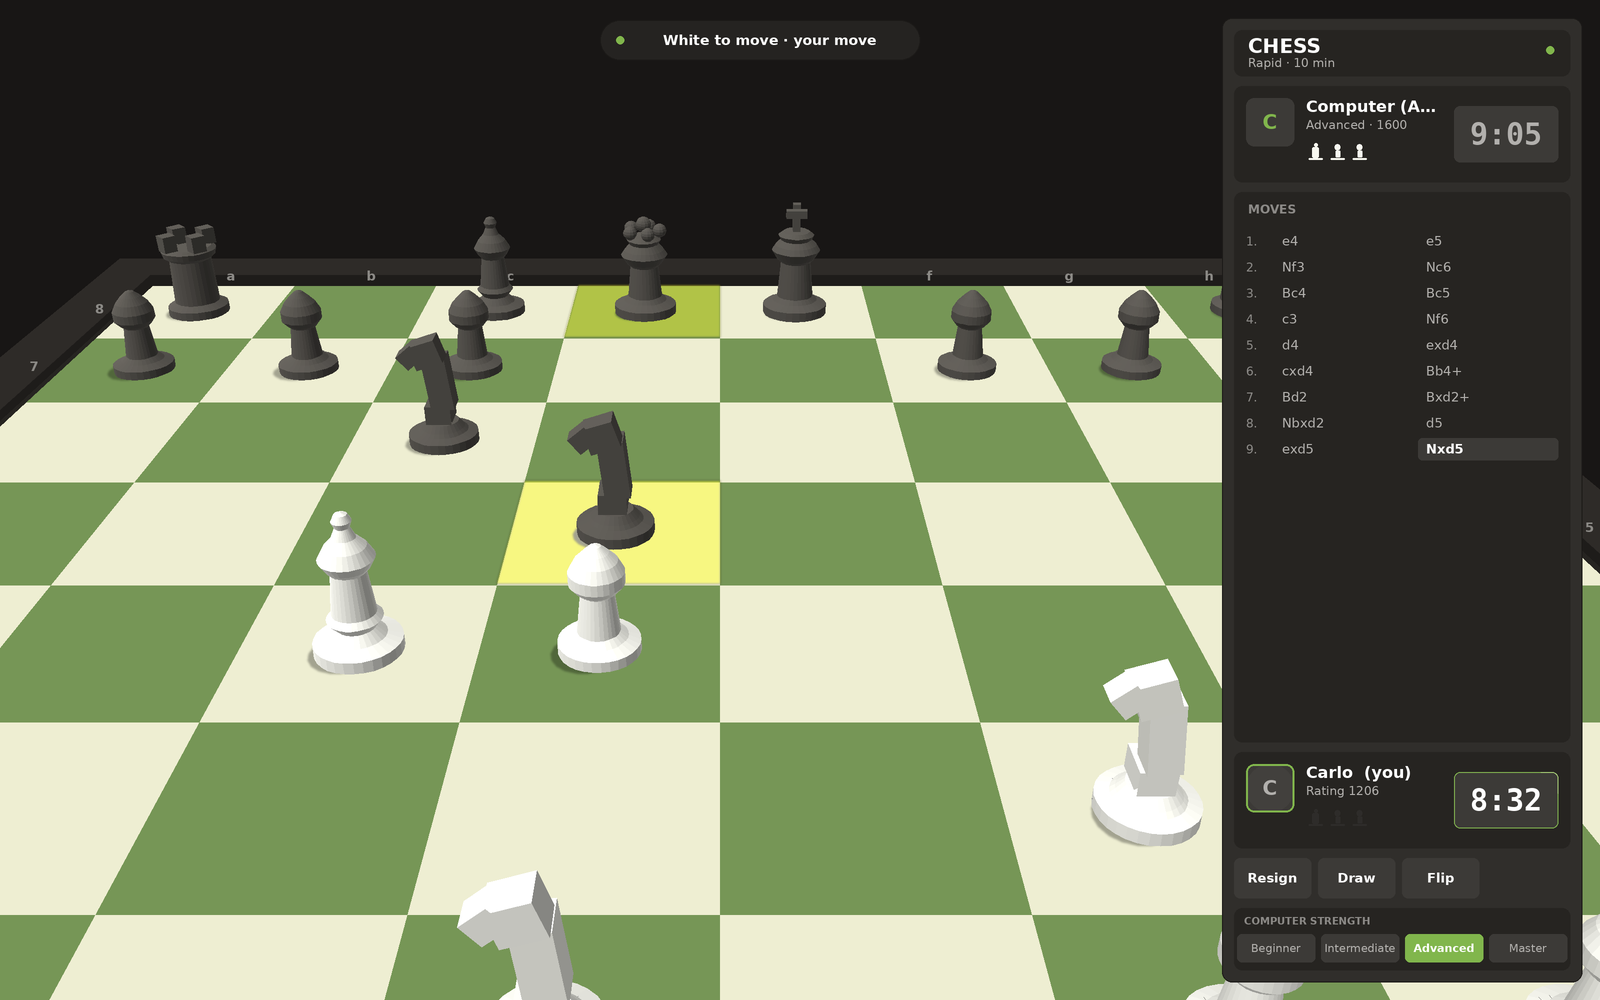 White to move · your move
CHESS
Rapid · 10 min
C
Computer (A...
Advanced · 1600
9:05
MOVES
1. e4 e5
2. Nf3 Nc6
3. Bc4 Bc5
4. c3 Nf6
5. d4 exd4
6. cxd4 Bb4+
7. Bd2 Bxd2+
8. Nbxd2 d5
9. exd5 Nxd5
C
Carlo (you)
Rating 1206
8:32
Resign Draw Flip
COMPUTER STRENGTH
Beginner Intermediate Advanced Master
a b c f g h
8
7
5